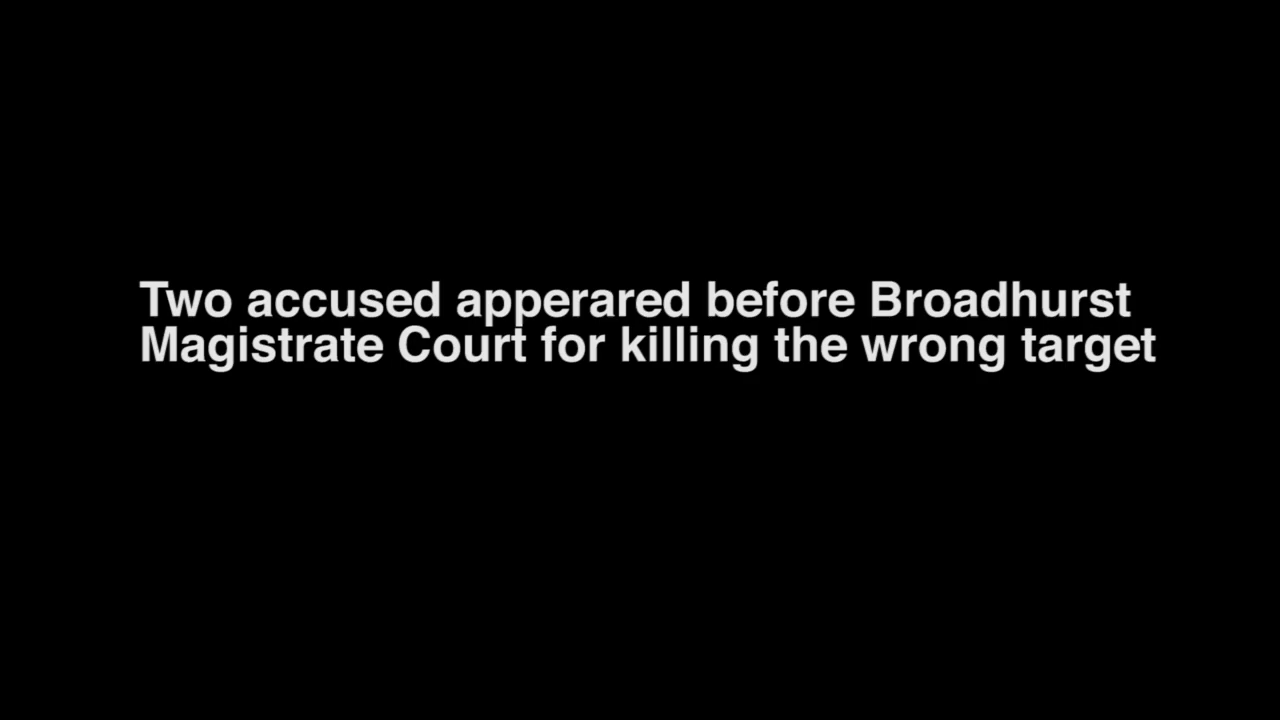 Two accused apperared before Broadhurst
Magistrate Court for killing the wrong target